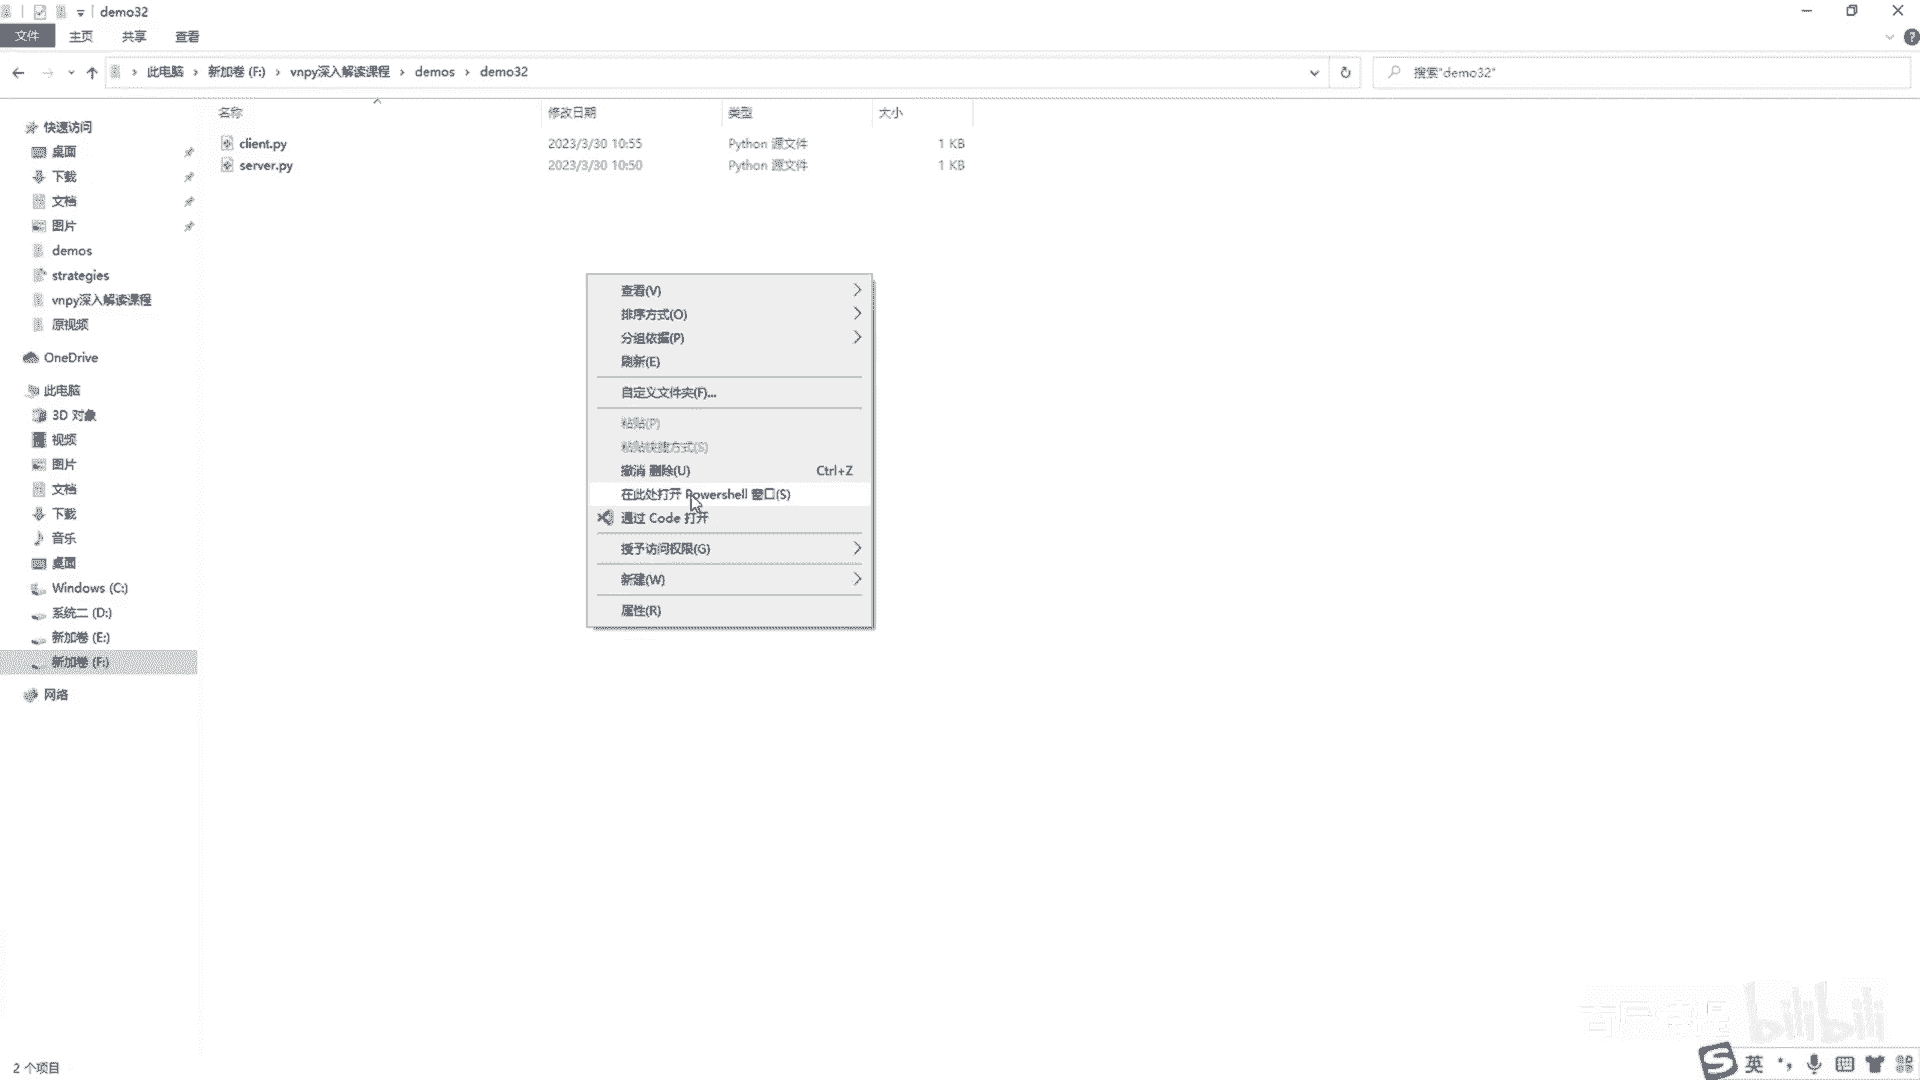 demo32
文件 主页 共享 查看
此电脑 新加卷 (F:) vnpy深入解读课程 demos demo32
搜索"demo32"
名称 修改日期 类型 大小
client.py 2023/3/30 10:55 Python 源文件 1 KB
server.py 2023/3/30 10:50 Python 源文件 1 KB
快速访问
桌面
下载
文档
图片
demos
strategies
vnpy深入解读课程
原视频
OneDrive
此电脑
3D 对象
视频
图片
文档
下载
音乐
桌面
Windows (C:)
系统二 (D:)
新加卷 (E:)
新加卷 (F:)
网络
查看(V)
排序方式(O)
分组依据(P)
刷新(E)
自定义文件夹(F)...
粘贴(P)
粘贴快捷方式(S)
撤消 删除(U) Ctrl+Z
在此处打开 Powershell 窗口(S)
通过 Code 打开
授予访问权限(G)
新建(W)
属性(R)
bilibili
英
2 个项目